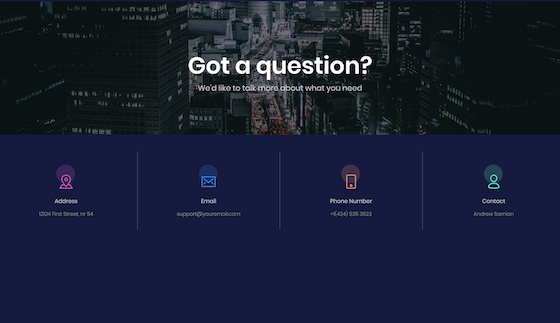 Got a question?
We'd like to talk more about what you need
Address
Email
Phone Number
Contact
12124 First Street, nr 54
support@youremail.com
+1(424) 535 3523
Andrew Samian